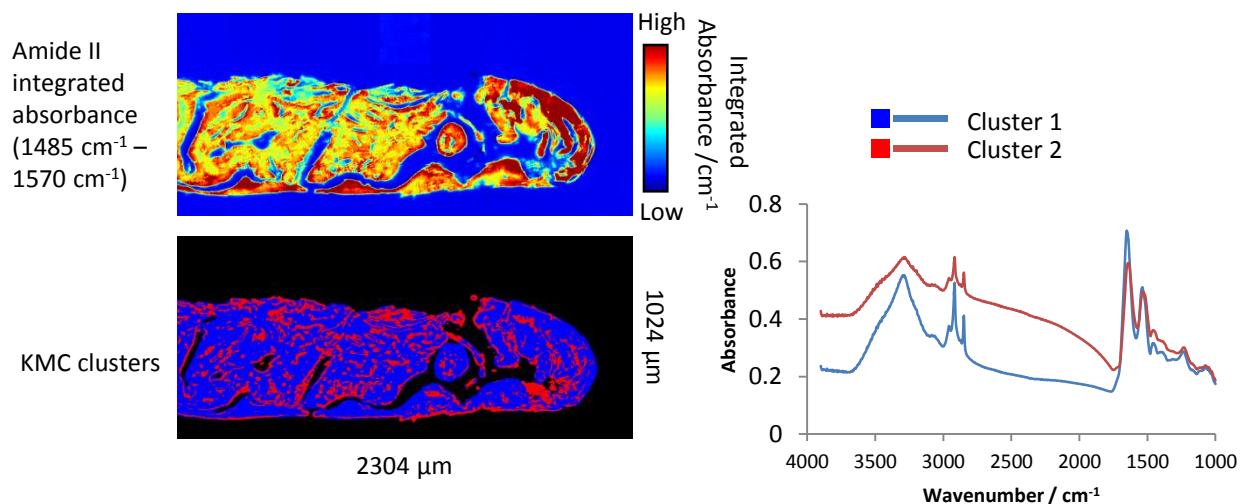 Amide II
integrated
absorbance
(1485 cm⁻¹ –
1570 cm⁻¹)
High
Low
Integrated
Absorbance /cm⁻¹
KMC clusters
1024 µm
2304 µm
Cluster 1
Cluster 2
0.8
0.6
0.4
0.2
0
Absorbance
4000 3500 3000 2500 2000 1500 1000
Wavenumber / cm⁻¹